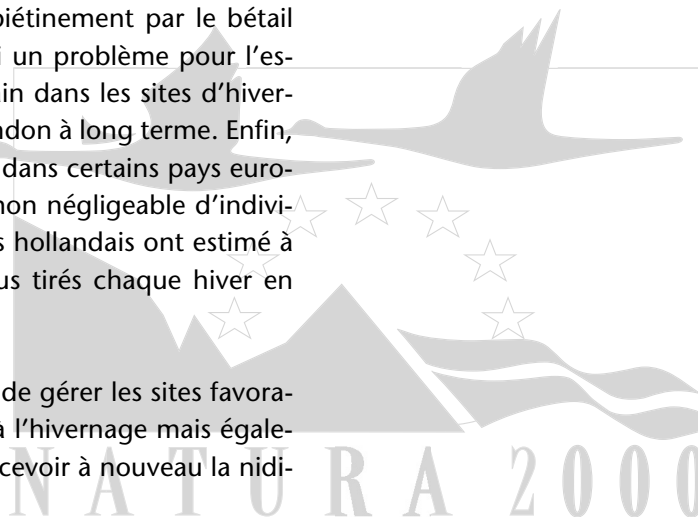 piétinement par le bétail
i un problème pour l'es-
in dans les sites d'hiver-
ndon à long terme. Enfin,
dans certains pays euro-
non négligeable d'indivi-
s hollandais ont estimé à
us tirés chaque hiver en
de gérer les sites favora-
à l'hivernage mais égale-
cevoir à nouveau la nidi-
NATURA 2000